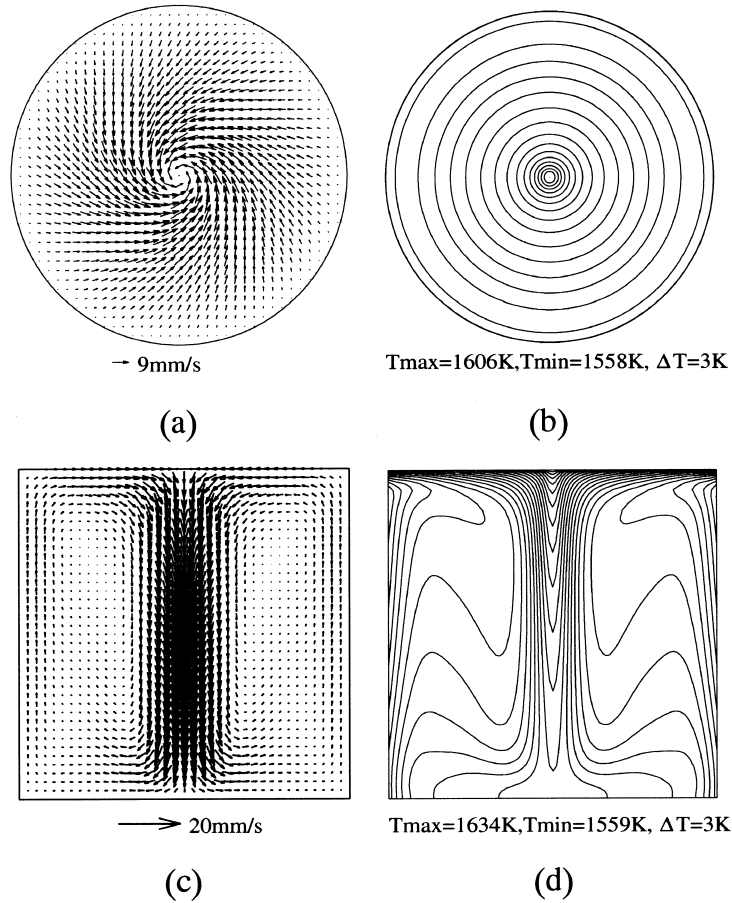 9mm/s
Tmax=1606K,Tmin=1558K, ΔT=3K
(a)
(b)
20mm/s
Tmax=1634K,Tmin=1559K, ΔT=3K
(c)
(d)